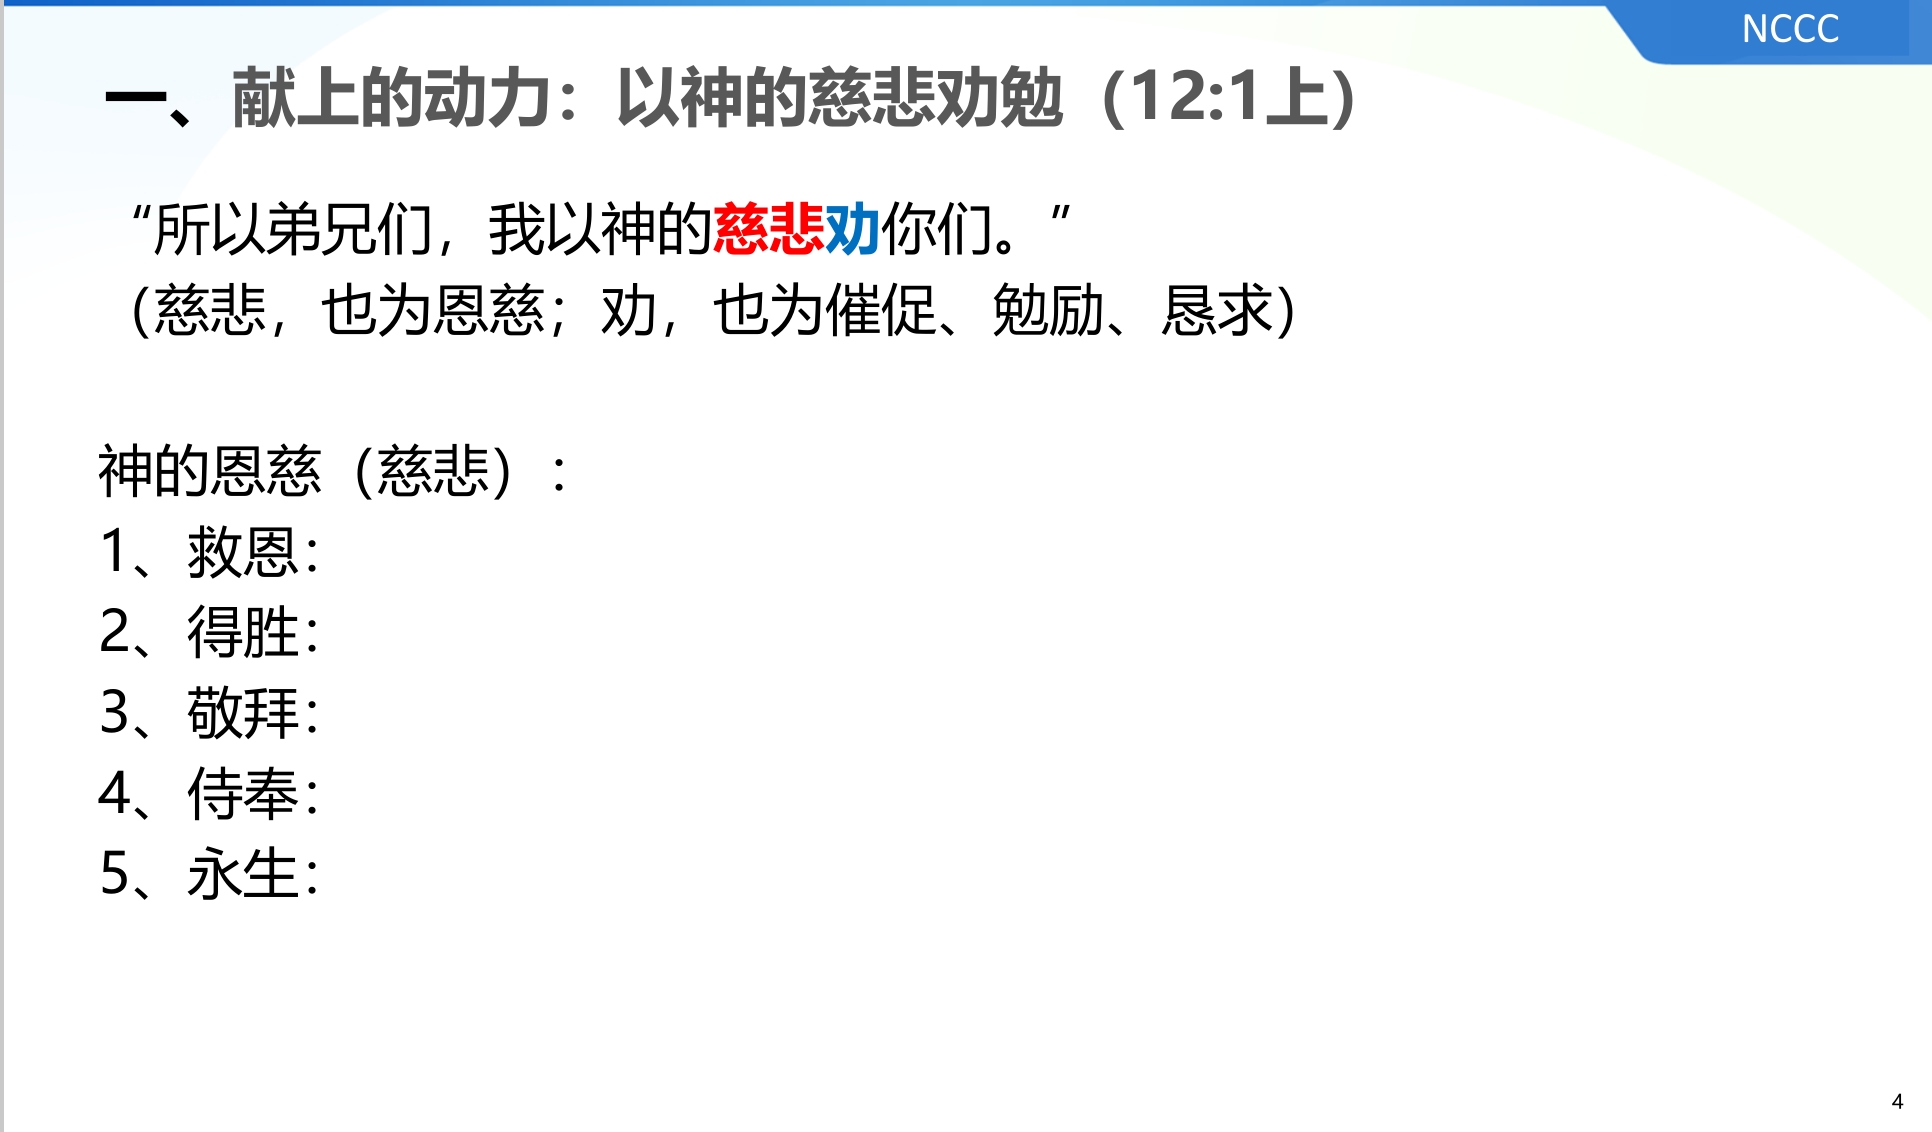 NCCC
一、献上的动力：以神的慈悲劝勉（12:1上）
“所以弟兄们，我以神的慈悲劝你们。”
（慈悲，也为恩慈；劝，也为催促、勉励、恳求）
神的恩慈（慈悲）：
1、救恩：
2、得胜：
3、敬拜：
4、侍奉：
5、永生：
4